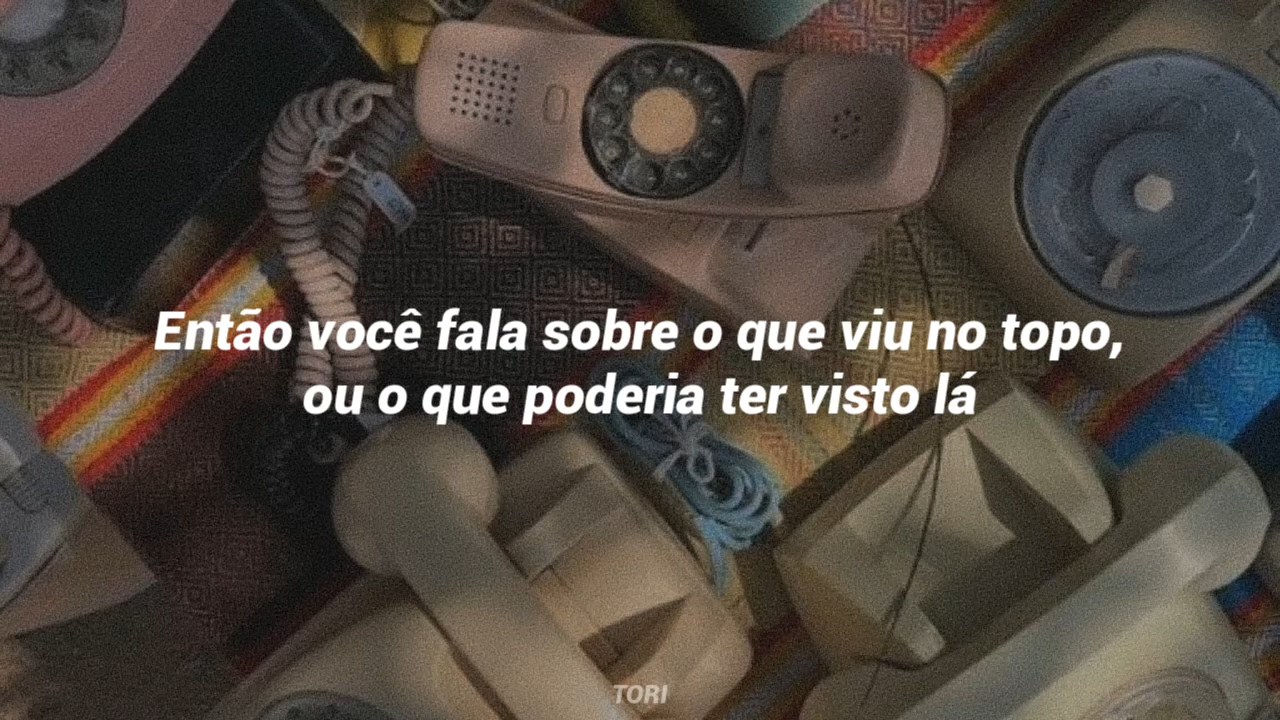 Então você fala sobre o que viu no topo,
ou o que poderia ter visto lá
TORI